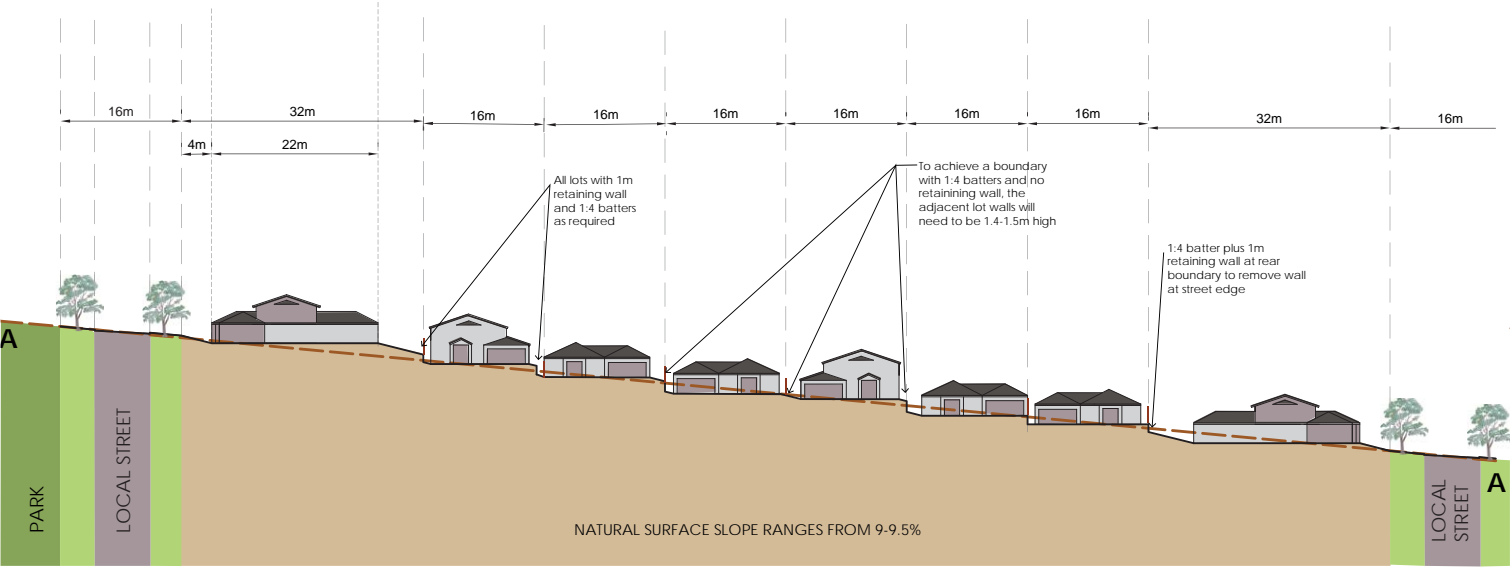 16m
32m
16m
16m
16m
16m
16m
16m
32m
16m
4m
22m
All lots with 1m
retaining wall
and 1:4 batters
as required
To achieve a boundary
with 1:4 batters and no
retainining wall, the
adjacent lot walls will
need to be 1.4-1.5m high
1:4 batter plus 1m
retaining wall at rear
boundary to remove wall
at street edge
A
A
PARK
LOCAL STREET
NATURAL SURFACE SLOPE RANGES FROM 9-9.5%
LOCAL
STREET